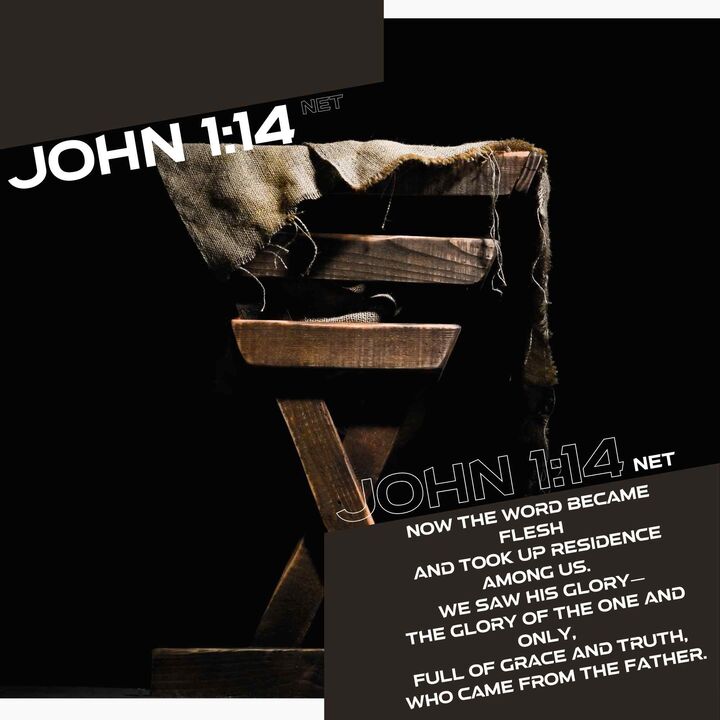 JOHN 1:14 NET
JOHN 1:14 NET
NOW THE WORD BECAME
FLESH
AND TOOK UP RESIDENCE
AMONG US.
WE SAW HIS GLORY—
THE GLORY OF THE ONE AND
ONLY,
FULL OF GRACE AND TRUTH,
WHO CAME FROM THE FATHER.